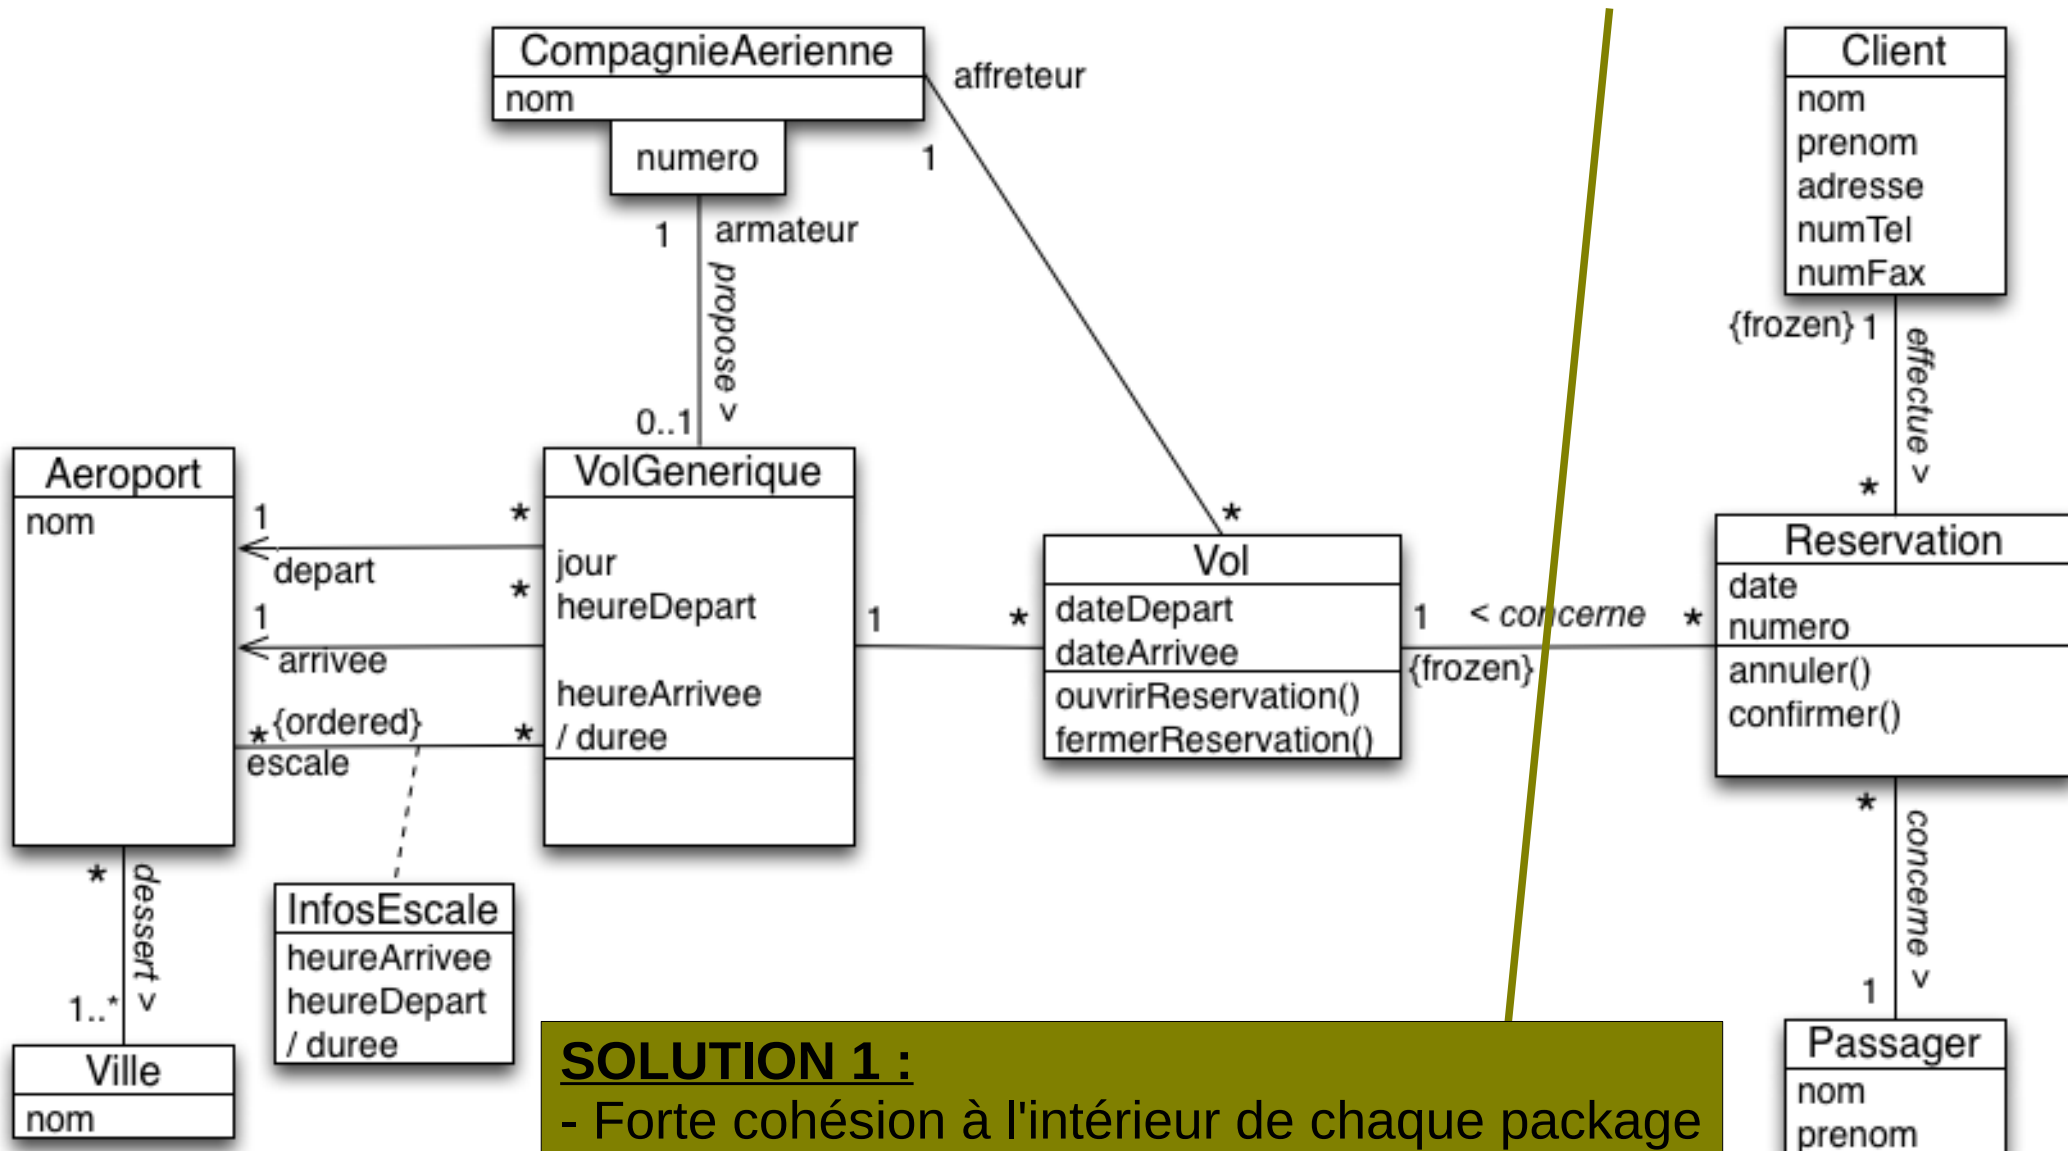 CompagnieAerienne
nom
numero
affreteur
1
1
armateur
propose >
0..1
Client
nom
prenom
adresse
numTel
numFax
{frozen} 1
effectue >
*
Aeroport
nom
1
*
depart
*
1
arrivee
{ordered}
*
*
escale
VolGenerique
jour
heureDepart
heureArrivee
/ duree
1
*
*
Vol
dateDepart
dateArrivee
ouvrirReservation()
fermerReservation()
1
< concerne
*
{frozen}
Reservation
date
numero
annuler()
confirmer()
*
concerne >
1
*
dessert >
1..*
InfosEscale
heureArrivee
heureDepart
/ duree
Ville
nom
SOLUTION 1 :
- Forte cohésion à l'intérieur de chaque package
Passager
nom
prenom